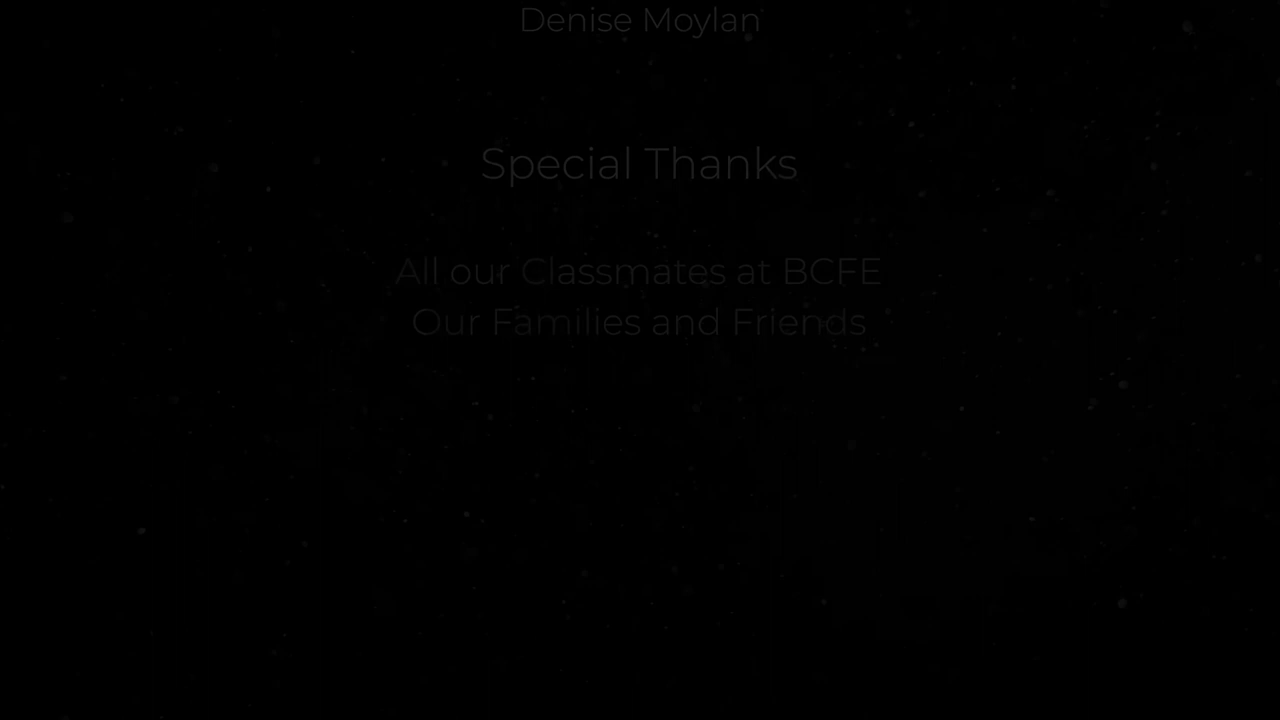 Denise Moylan
Special Thanks
All our Classmates at BCFE
Our Families and Friends